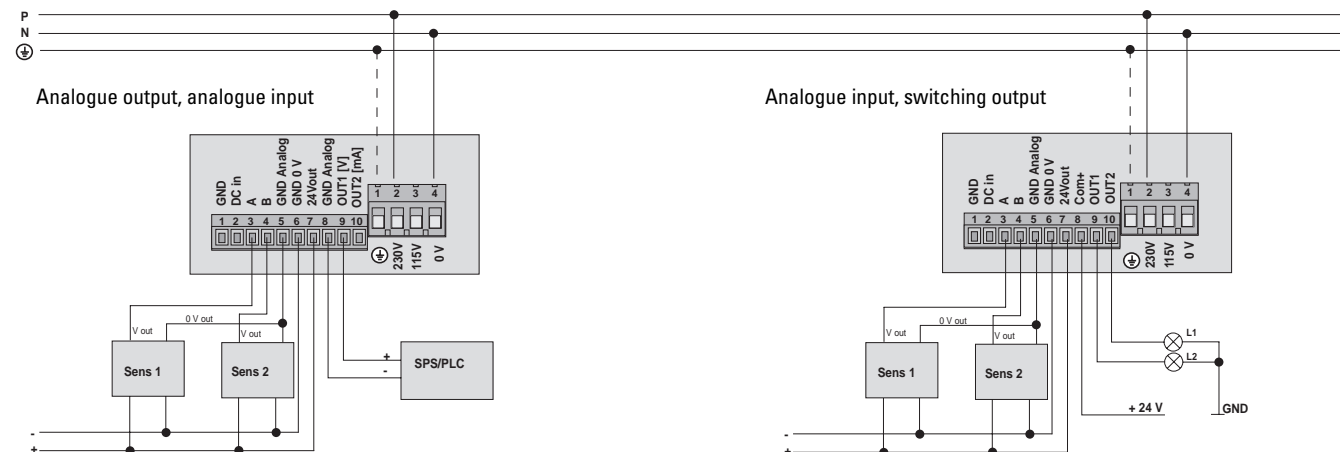 P
N
Analogue output, analogue input
GND
DC in
A
B
GND Analog
GND 0 V
24Vout
GND Analog
OUT1 [V]
OUT2 [mA]
1 2 3 4
1 2 3 4 5 6 7 8 9 10
230V
115V
0 V
V out
0 V out
V out
Sens 1
Sens 2
+
-
SPS/PLC
-
+
Analogue input, switching output
GND
DC in
A
B
GND Analog
GND 0 V
24Vout
Com+
OUT1
OUT2
1 2 3 4
1 2 3 4 5 6 7 8 9 10
230V
115V
0 V
V out
0 V out
V out
Sens 1
Sens 2
L1
L2
+ 24 V
GND
-
+